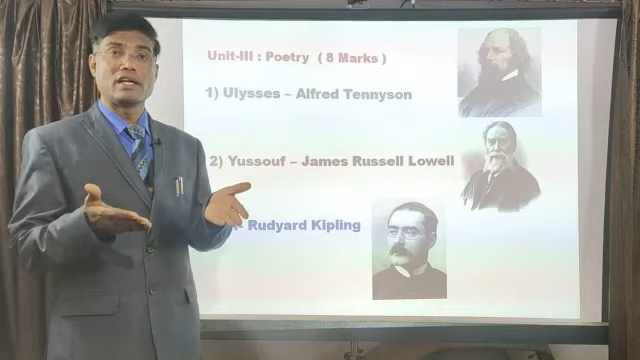 Unit-III : Poetry ( 8 Marks )
1) Ulysses – Alfred Tennyson
2) Yussouf – James Russell Lowell
- Rudyard Kipling